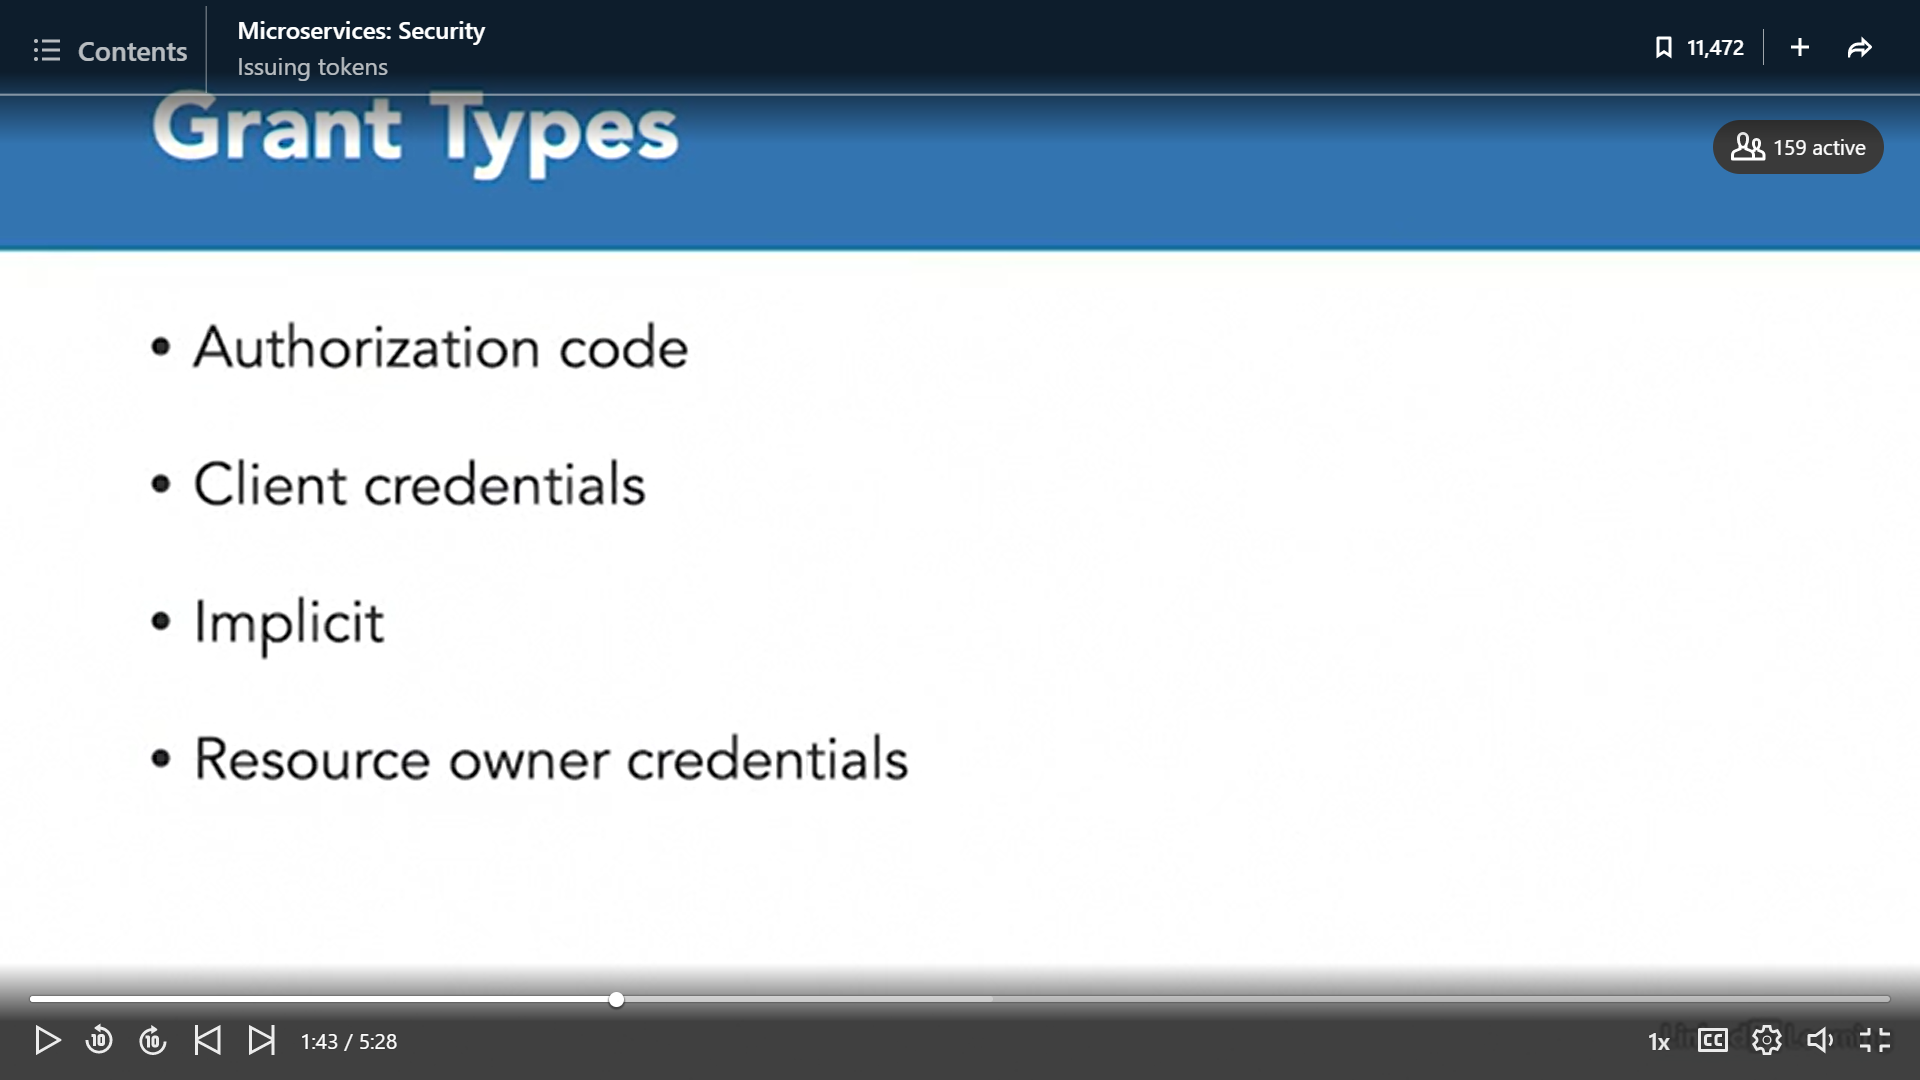 Contents
Microservices: Security
Issuing tokens
11,472
Grant Types
159 active
• Authorization code
• Client credentials
• Implicit
• Resource owner credentials
10
10
1:43 / 5:28
1x
CC